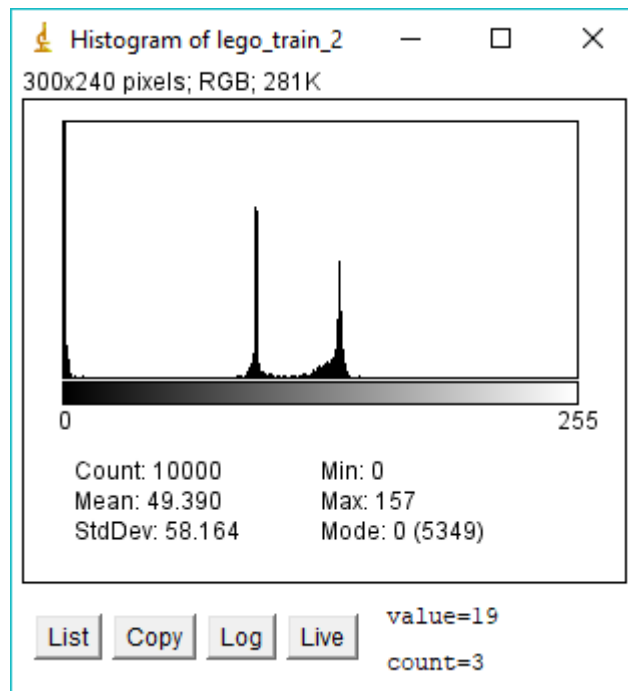 Histogram of lego_train_2
300x240 pixels; RGB; 281K
0 255
Count: 10000 Min: 0
Mean: 49.390 Max: 157
StdDev: 58.164 Mode: 0 (5349)
List Copy Log Live
value=19
count=3